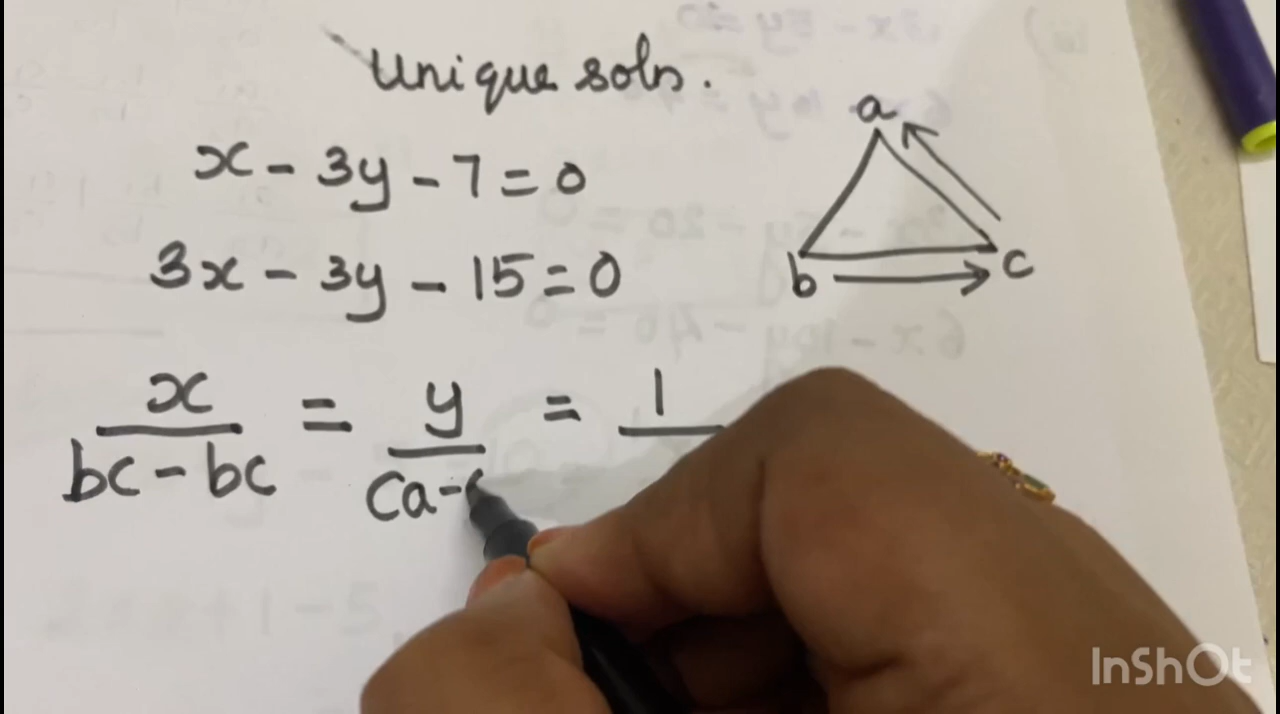 Unique soln.
x - 3y - 7 = 0
3x - 3y - 15 = 0
a
b c
x = y = 1
bc - bc ca -
InShOt